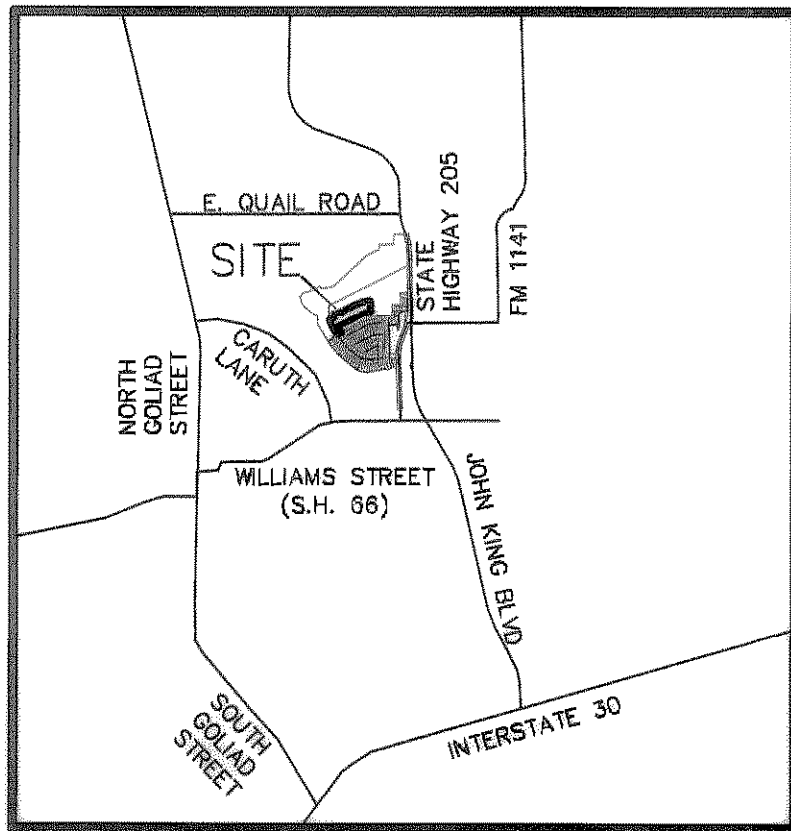 E. QUAIL ROAD
STATE
HIGHWAY 205
FM 1141
SITE
CARUTH
LANE
NORTH
GOLIAD
STREET
WILLIAMS STREET
(S.H. 66)
JOHN KING BLVD
SOUTH
GOLIAD
STREET
INTERSTATE 30